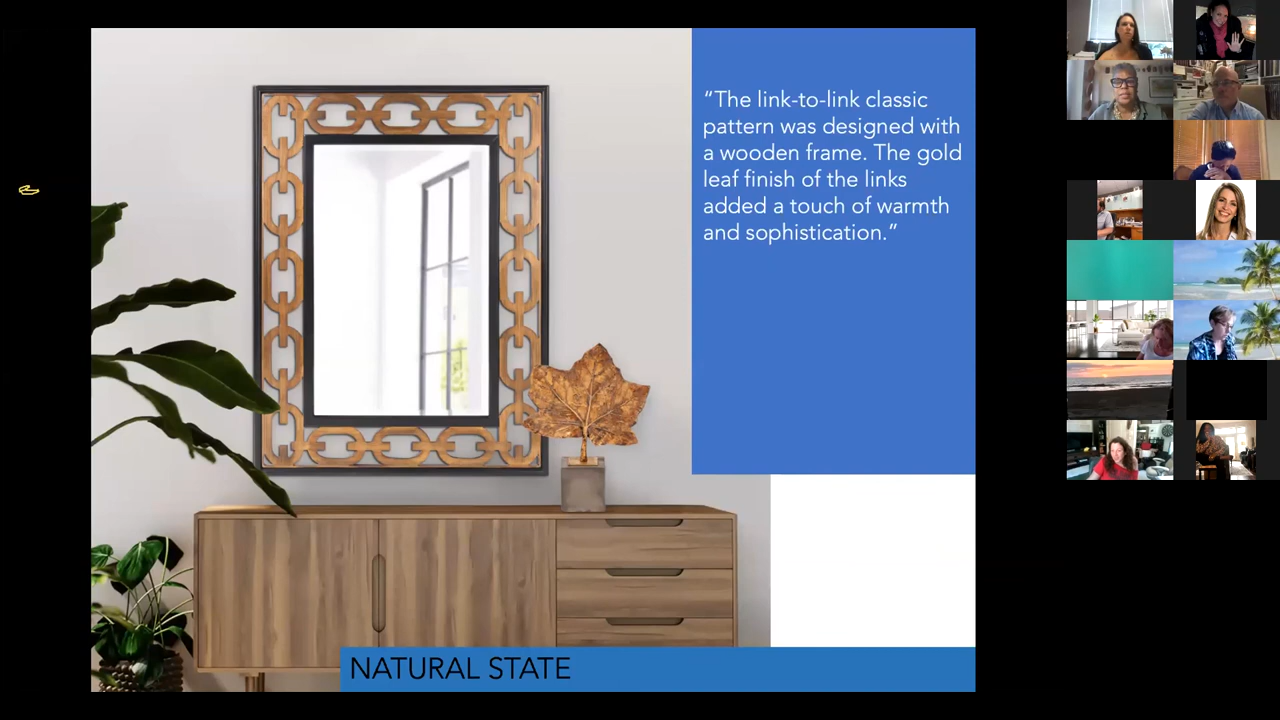 “The link-to-link classic
pattern was designed with
a wooden frame. The gold
leaf finish of the links
added a touch of warmth
and sophistication.”
NATURAL STATE